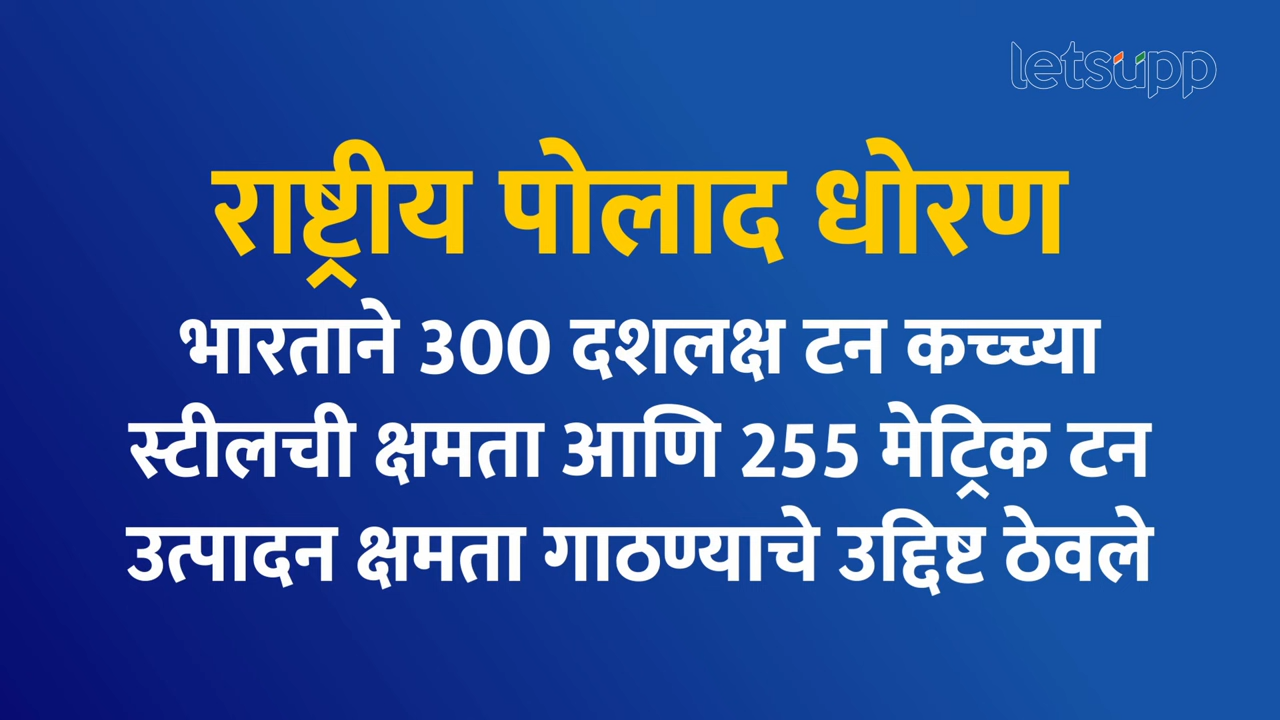 letsupp
राष्ट्रीय पोलाद धोरण
भारताने 300 दशलक्ष टन कच्च्या
स्टीलची क्षमता आणि 255 मेट्रिक टन
उत्पादन क्षमता गाठण्याचे उद्दिष्ट ठेवले